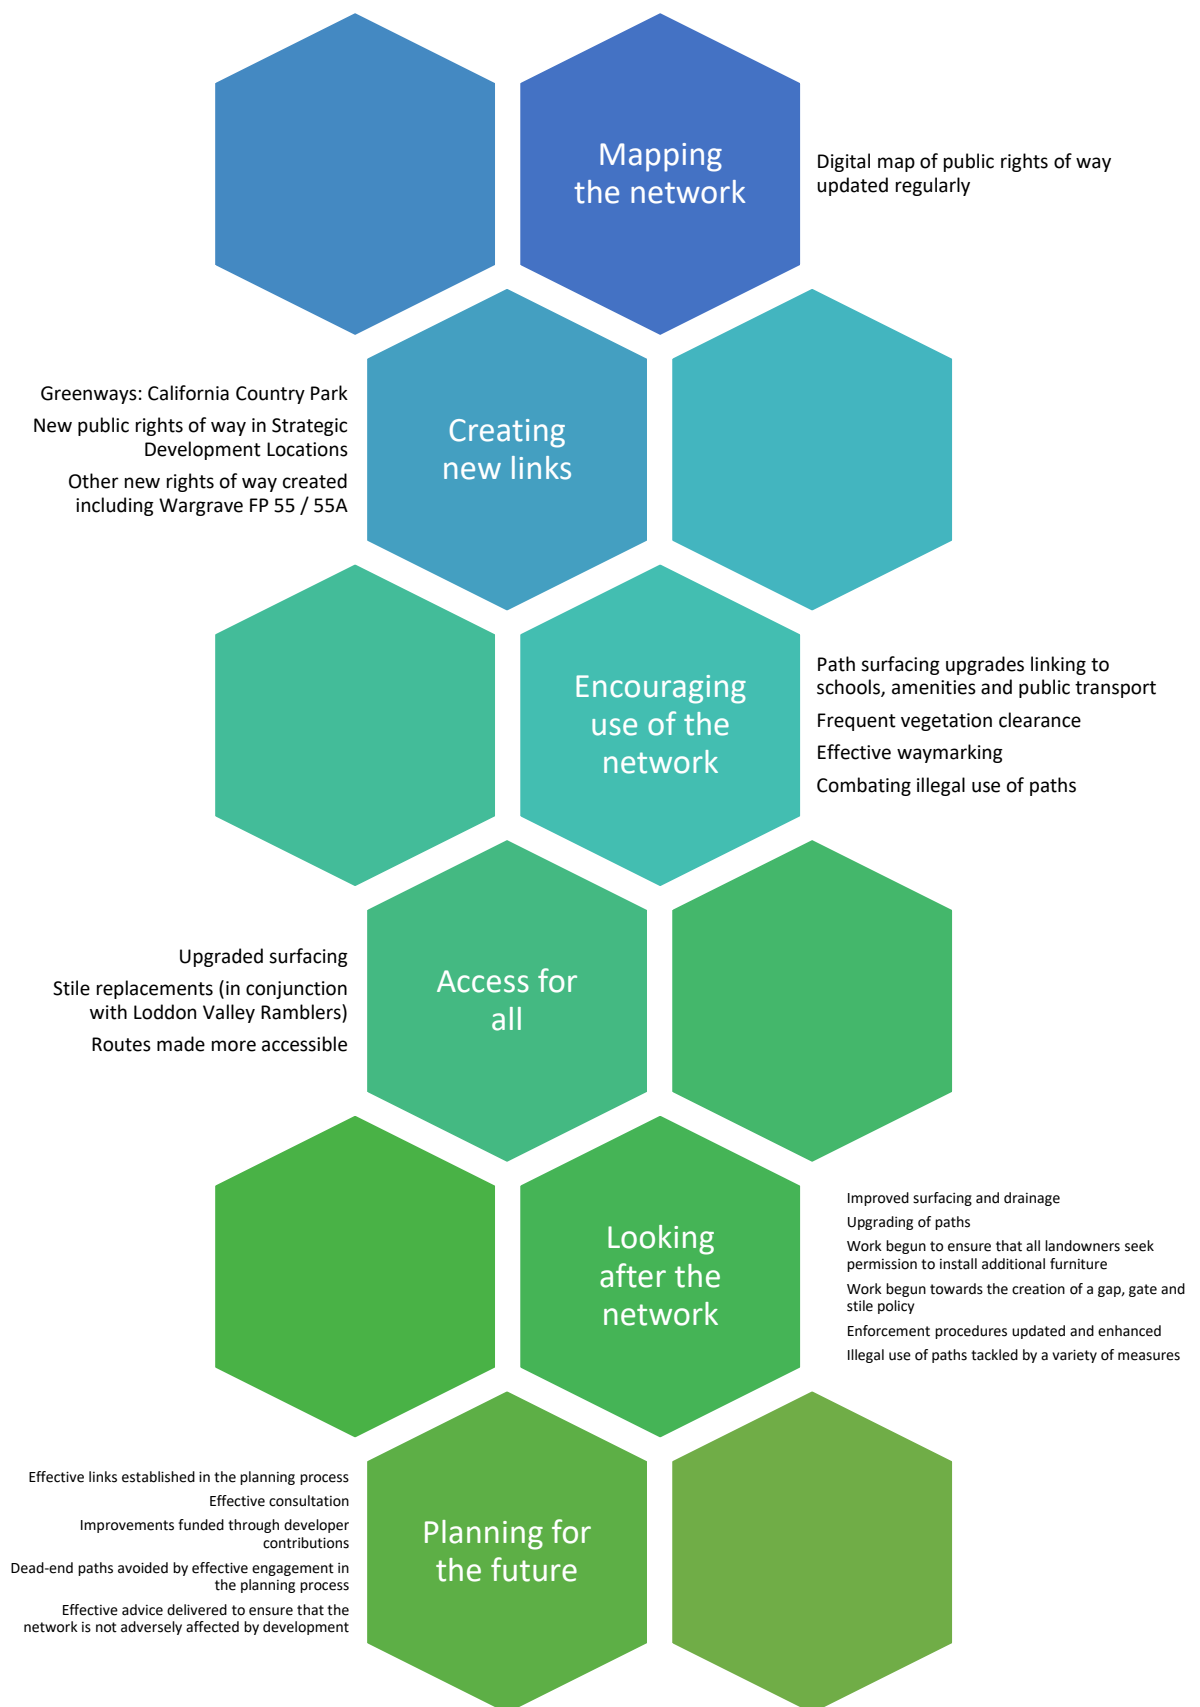 Mapping
the network
Digital map of public rights of way
updated regularly
Greenways: California Country Park
New public rights of way in Strategic
Development Locations
Other new rights of way created
including Wargrave FP 55 / 55A
Creating
new links
Encouraging
use of the
network
Path surfacing upgrades linking to
schools, amenities and public transport
Frequent vegetation clearance
Effective waymarking
Combating illegal use of paths
Upgraded surfacing
Stile replacements (in conjunction
with Loddon Valley Ramblers)
Routes made more accessible
Access for
all
Looking
after the
network
Improved surfacing and drainage
Upgrading of paths
Work begun to ensure that all landowners seek
permission to install additional furniture
Work begun towards the creation of a gap, gate and
stile policy
Enforcement procedures updated and enhanced
Illegal use of paths tackled by a variety of measures
Effective links established in the planning process
Effective consultation
Improvements funded through developer
contributions
Dead-end paths avoided by effective engagement in
the planning process
Effective advice delivered to ensure that the
network is not adversely affected by development
Planning for
the future